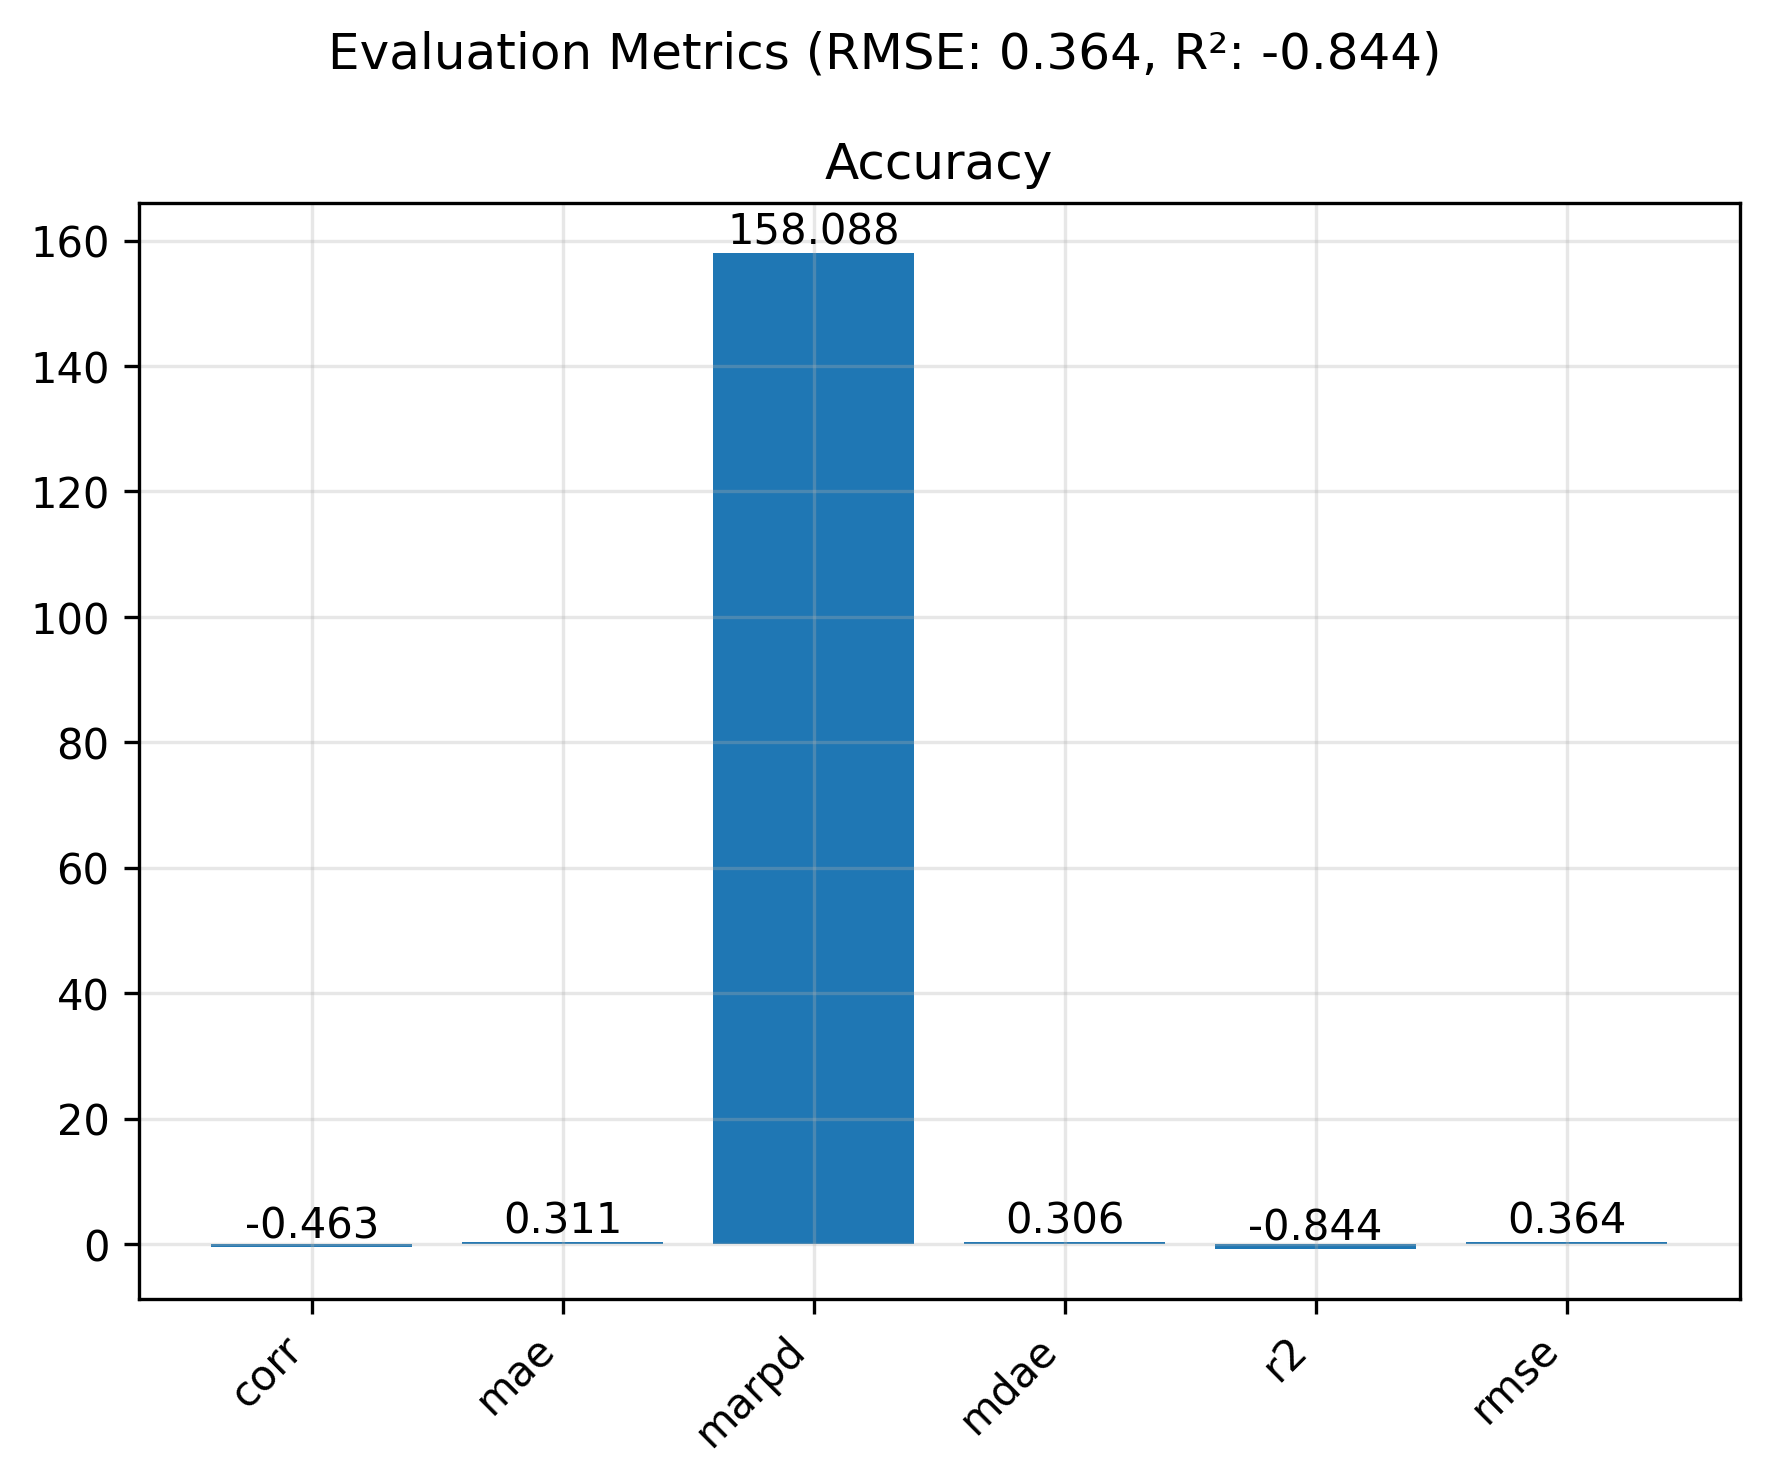 Evaluation Metrics (RMSE: 0.364, R²: -0.844)
Accuracy
160
140
120
100
80
60
40
20
0
-0.463
0.311
158.088
0.306
-0.844
0.364
corr
mae
marpd
mdae
r2
rmse